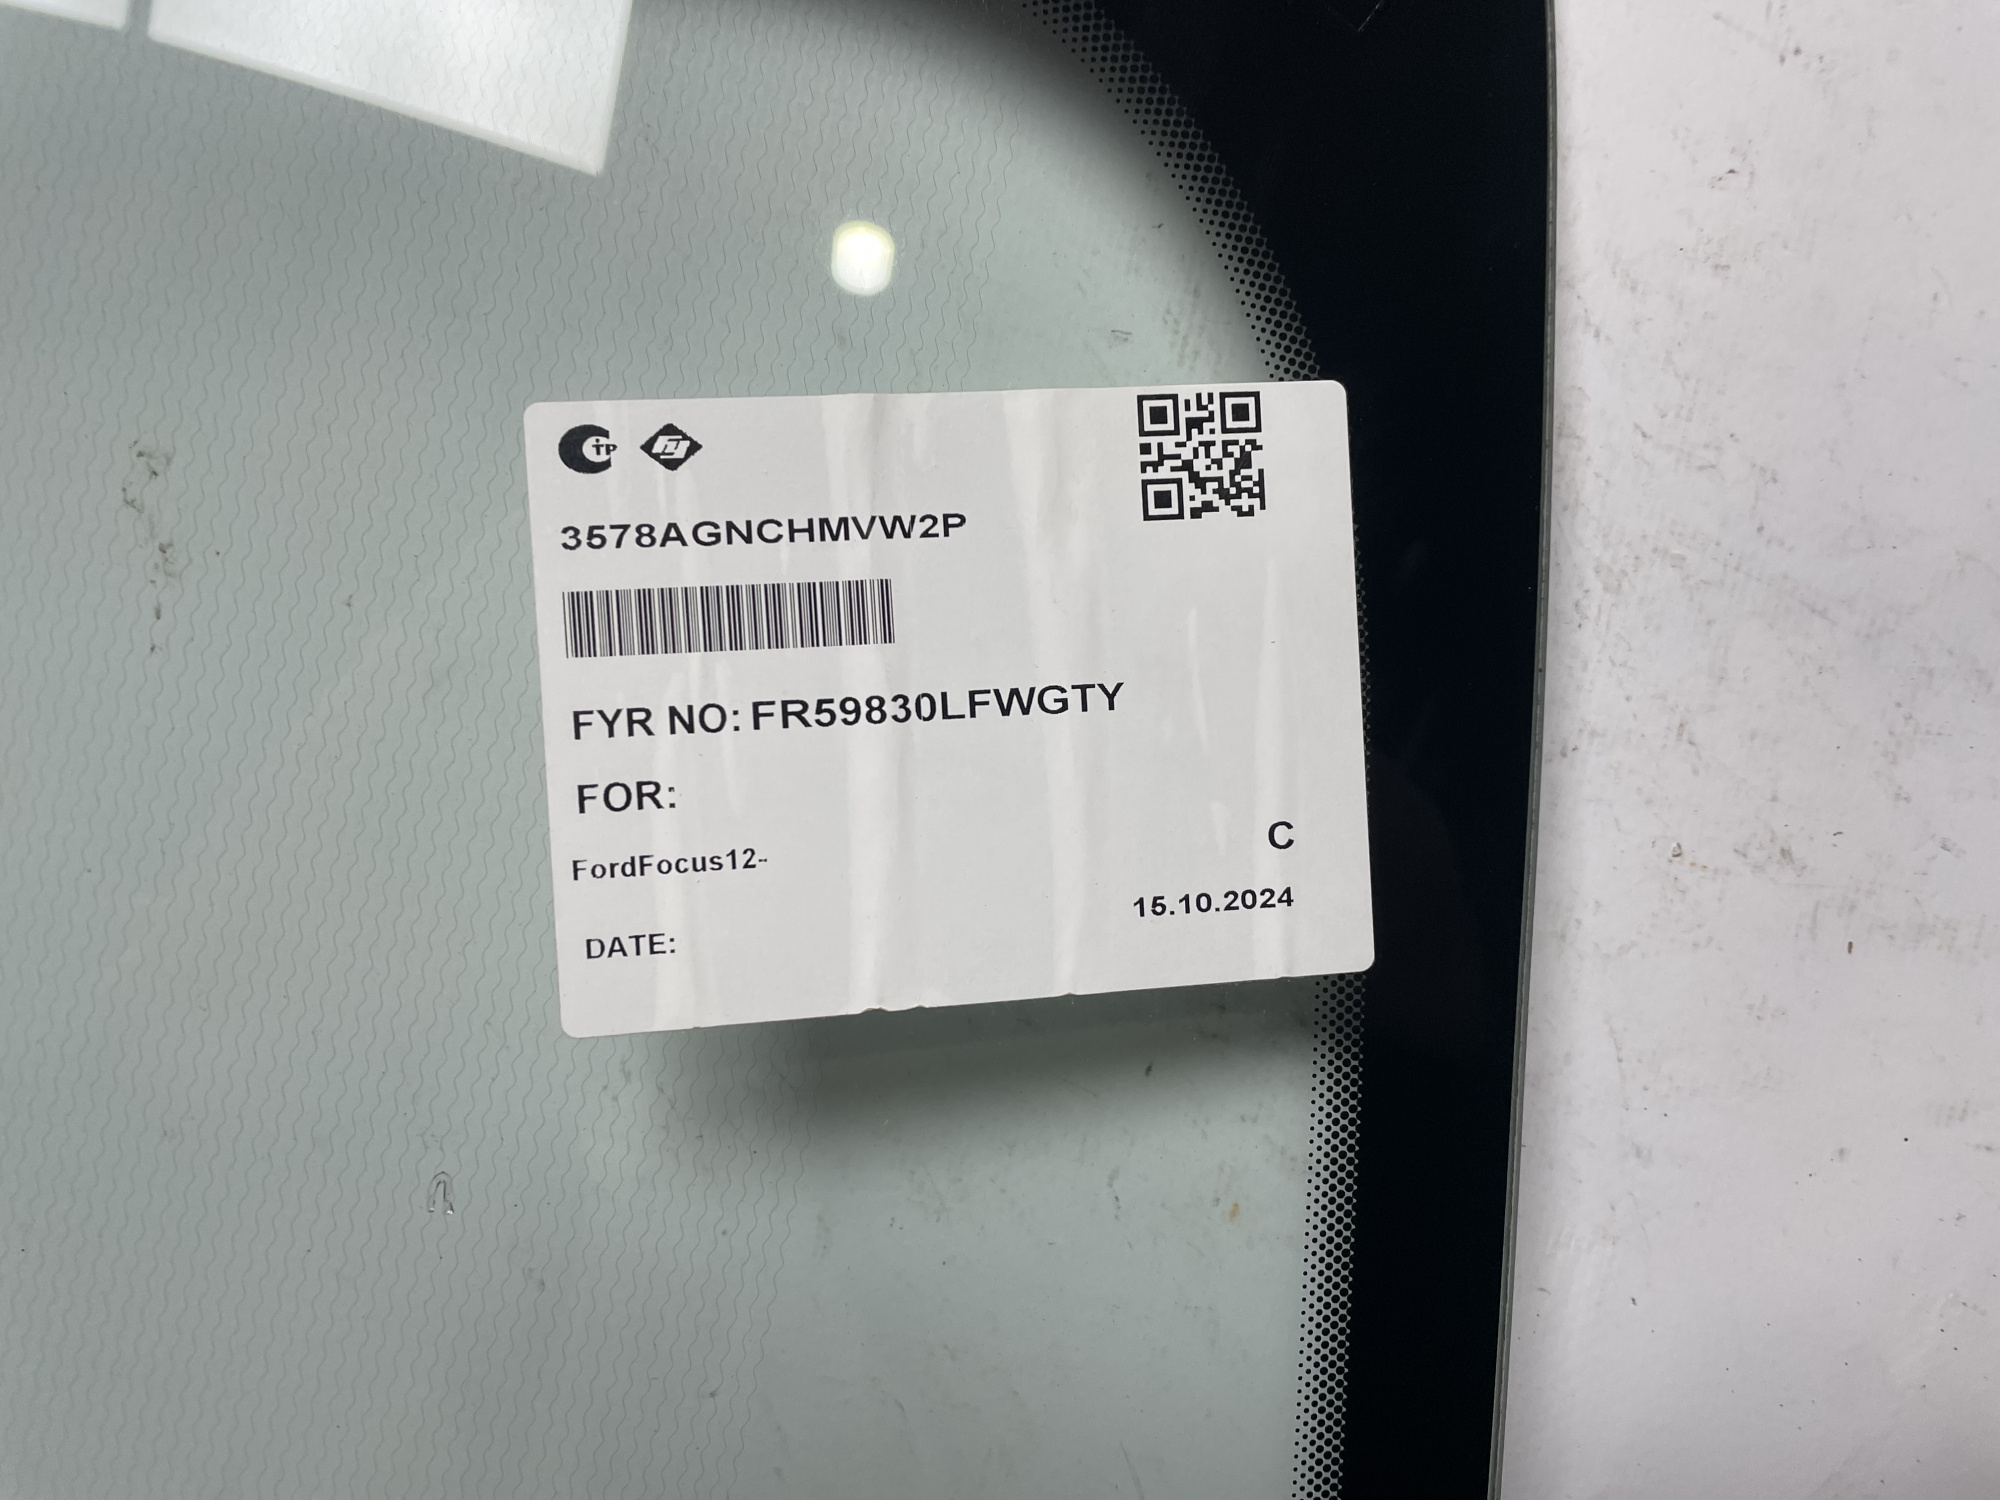 3578AGNCHMVW2P
FYR NO: FR59830LFWGTY
FOR:
C
FordFocus12-
15.10.2024
DATE: